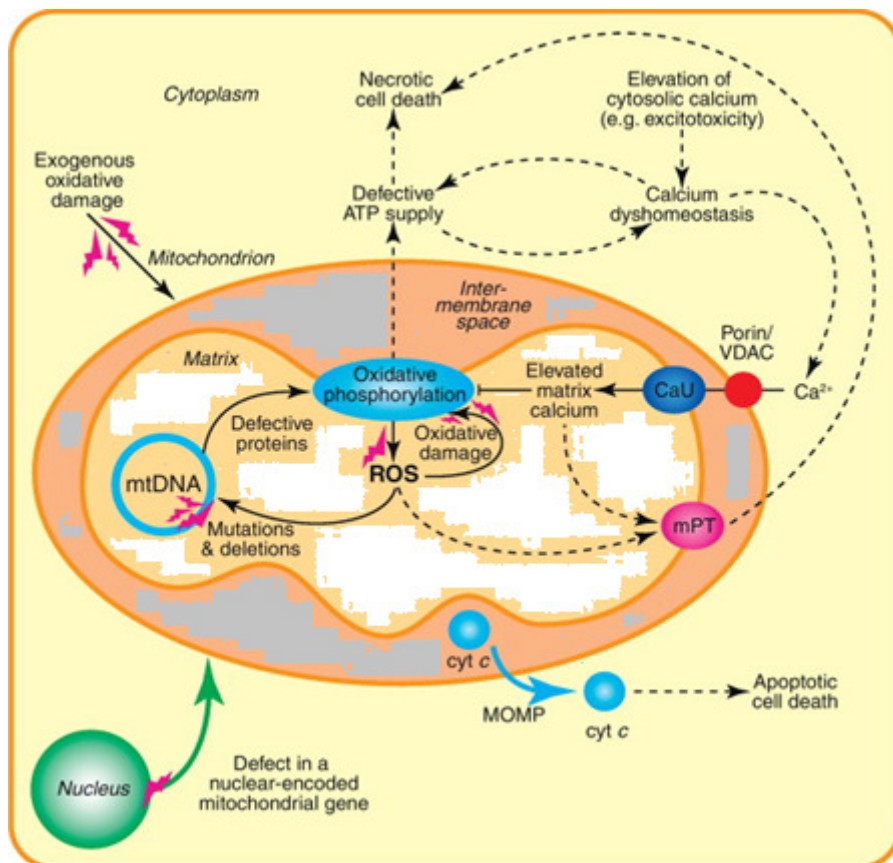 Cytoplasm
Necrotic
cell death
Elevation of
cytosolic calcium
(e.g. excitotoxicity)
Exogenous
oxidative
damage
Defective
ATP supply
Calcium
dyshomeostasis
Mitochondrion
Inter-
membrane
space
Matrix
Porin/
VDAC
Oxidative
phosphorylation
Elevated
matrix
calcium
CaU
Ca²⁺
Defective
proteins
Oxidative
damage
ROS
mtDNA
Mutations
& deletions
mPT
cyt c
MOMP
cyt c
Apoptotic
cell death
Nucleus
Defect in a
nuclear-encoded
mitochondrial gene